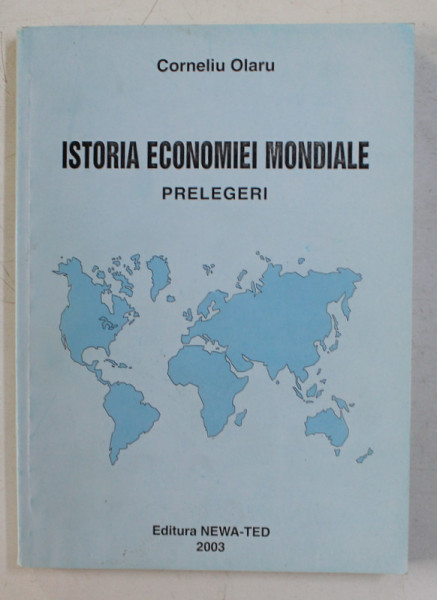 Corneliu Olaru
ISTORIA ECONOMIEI MONDIALE
PRELEGERI
Editura NEWA-TED
2003